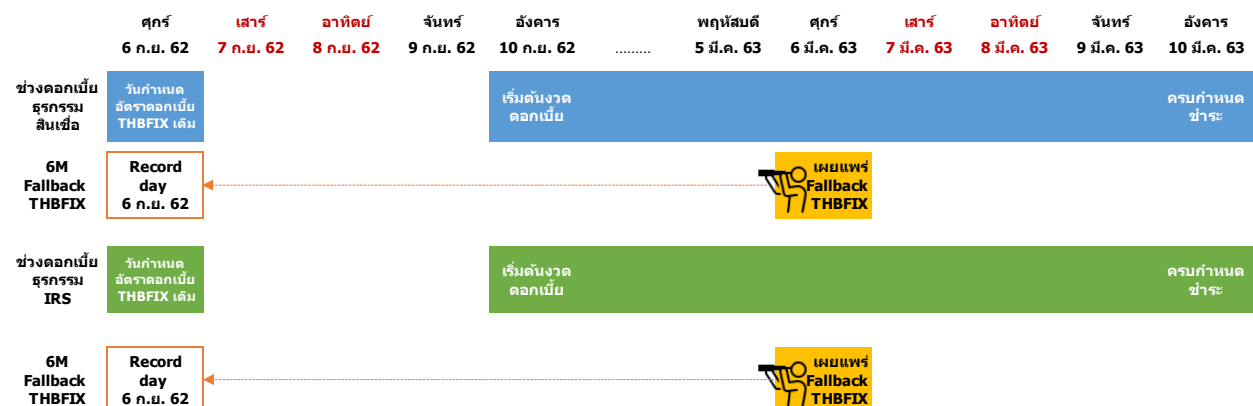 ศุกร์ เสาร์ อาทิตย์ จันทร์ อังคาร พฤหัสบดี ศุกร์ เสาร์ อาทิตย์ จันทร์ อังคาร
6 ก.ย. 62 7 ก.ย. 62 8 ก.ย. 62 9 ก.ย. 62 10 ก.ย. 62 ......... 5 มี.ค. 63 6 มี.ค. 63 7 มี.ค. 63 8 มี.ค. 63 9 มี.ค. 63 10 มี.ค. 63
ช่วงดอกเบี้ย
ธุรกรรม
สินเชื่อ
วันกำหนด
อัตราดอกเบี้ย
THBFIX เดิม
เริ่มต้นงวด
ดอกเบี้ย
ครบกำหนด
ชำระ
6M
Fallback
THBFIX
Record
day
6 ก.ย. 62
เผยแพร่
Fallback
THBFIX
ช่วงดอกเบี้ย
ธุรกรรม
IRS
วันกำหนด
อัตราดอกเบี้ย
THBFIX เดิม
เริ่มต้นงวด
ดอกเบี้ย
ครบกำหนด
ชำระ
6M
Fallback
THBFIX
Record
day
6 ก.ย. 62
เผยแพร่
Fallback
THBFIX